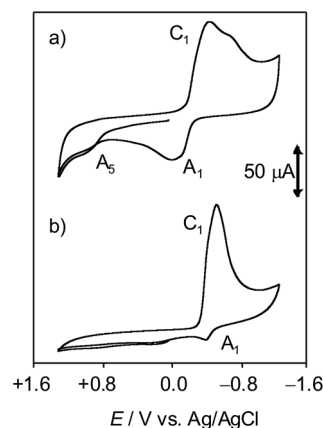 a)
C₁
A₅
A₁
50 µA
b)
C₁
A₁
+1.6 +0.8 0.0 −0.8 −1.6
E / V vs. Ag/AgCl